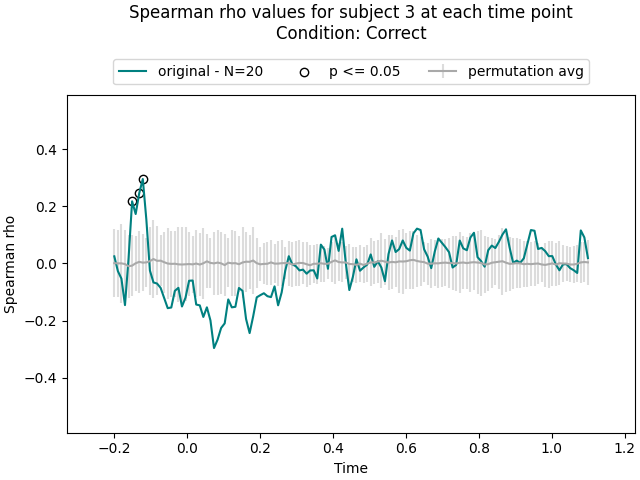 Spearman rho values for subject 3 at each time point
Condition: Correct
original - N=20 p <= 0.05 permutation avg
Spearman rho
0.4
0.2
0.0
−0.2
−0.4
−0.2 0.0 0.2 0.4 0.6 0.8 1.0 1.2
Time